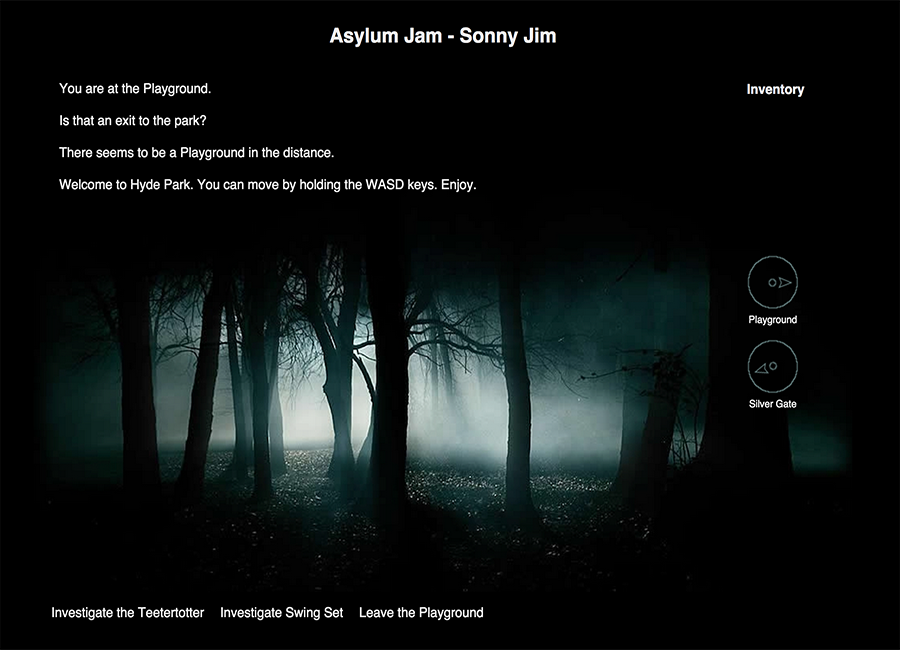 Asylum Jam - Sonny Jim
You are at the Playground.
Inventory
Is that an exit to the park?
There seems to be a Playground in the distance.
Welcome to Hyde Park. You can move by holding the WASD keys. Enjoy.
Playground
Silver Gate
Investigate the Teetertotter
Investigate Swing Set
Leave the Playground